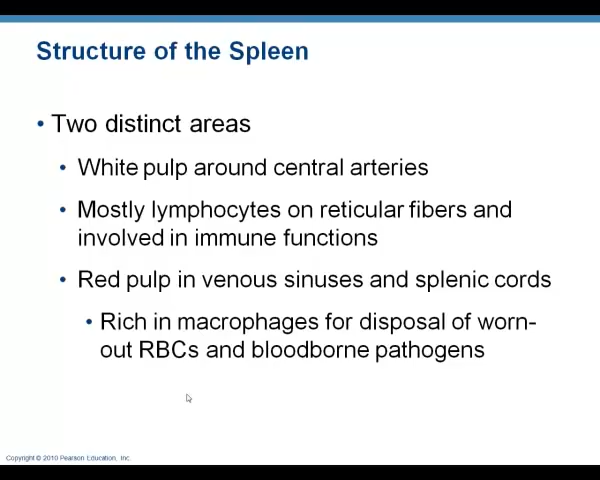 Structure of the Spleen
• Two distinct areas
• White pulp around central arteries
• Mostly lymphocytes on reticular fibers and
involved in immune functions
• Red pulp in venous sinuses and splenic cords
• Rich in macrophages for disposal of worn-
out RBCs and bloodborne pathogens
Copyright © 2010 Pearson Education, Inc.